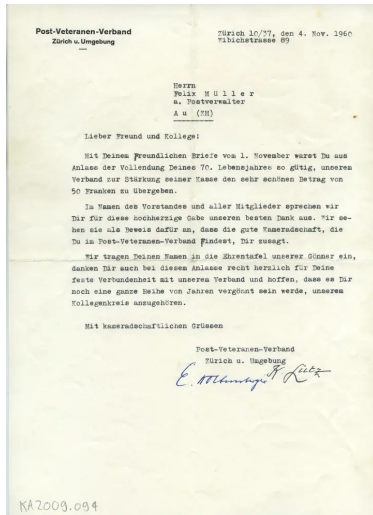 Post-Veteranen-Verband
Zürich u. Umgebung
Zürich 10/37, den 4. Nov. 1960
Wibichstrasse 89
Herrn
Felix M ü l l e r
a. Postverwalter
A u (ZH)
Lieber Freund und Kollege:
Mit Deinem Freundlichen Briefe vom 1. November warst Du aus
Anlass der Vollendung Deines 70. Lebensjahres so gütig, unserem
Verband zur Stärkung seiner Kasse den sehr schönen Betrag von
50 Franken zu übergeben.
Im Namen des Vorstandes und aller Mitglieder sprechen wir
Dir für diese hochherzige Gabe unseren besten Dank aus. Wir se-
hen sie als Beweis dafür an, dass die gute Kameradschaft, die
Du im Post-Veteranen-Verband findest, Dir zusagt.
Wir tragen Deinen Namen in die Ehrentafel unserer Gönner ein,
danken Dir auch bei diesem Anlasse recht herzlich für Deine
feste Verbundenheit mit unserem Verband und hoffen, dass es Dir
noch eine ganze Reihe von Jahren vergönnt sein werde, unserem
Kollegenkreis anzugehören.
Mit kameradschaftlichen Grüssen
Post-Veteranen-Verband
Zürich u. Umgebung
E. K Lutz
KA2009.094